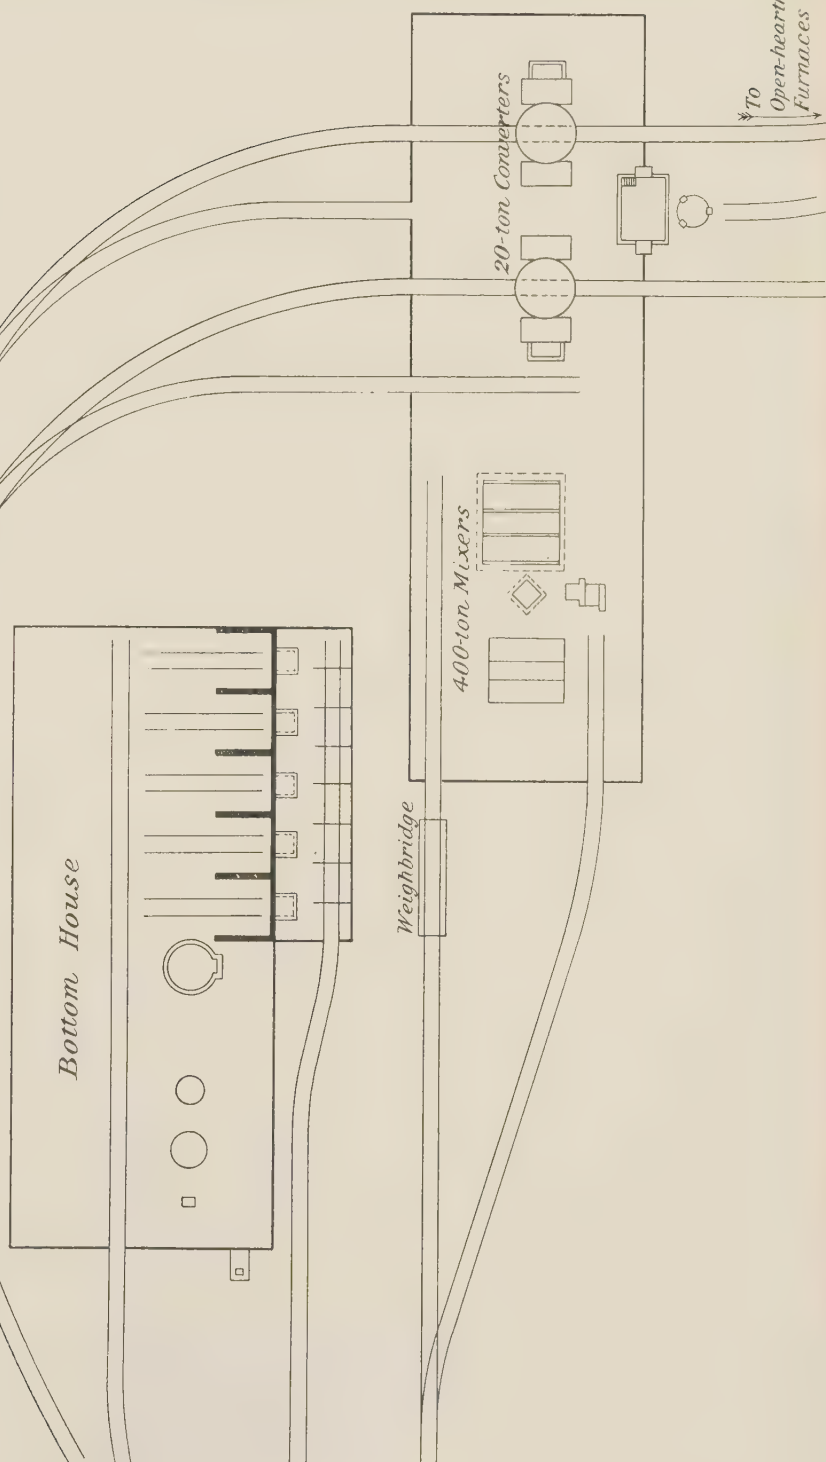 To
Open-hearth
Furnaces
20-ton Converters
400-ton Mixers
Weighbridge
Bottom House